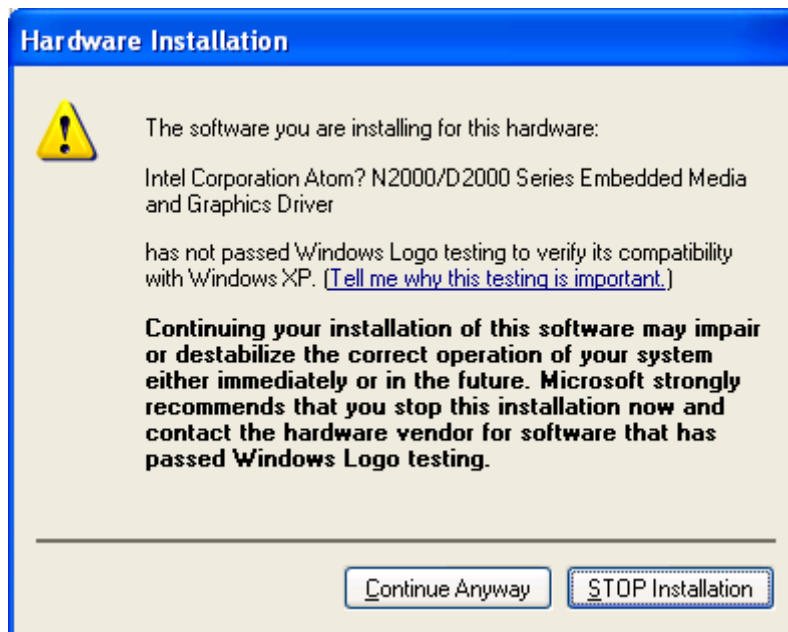 Hardware Installation
The software you are installing for this hardware:
Intel Corporation Atom? N2000/D2000 Series Embedded Media
and Graphics Driver
has not passed Windows Logo testing to verify its compatibility
with Windows XP. (Tell me why this testing is important.)
Continuing your installation of this software may impair
or destabilize the correct operation of your system
either immediately or in the future. Microsoft strongly
recommends that you stop this installation now and
contact the hardware vendor for software that has
passed Windows Logo testing.
Continue Anyway
STOP Installation